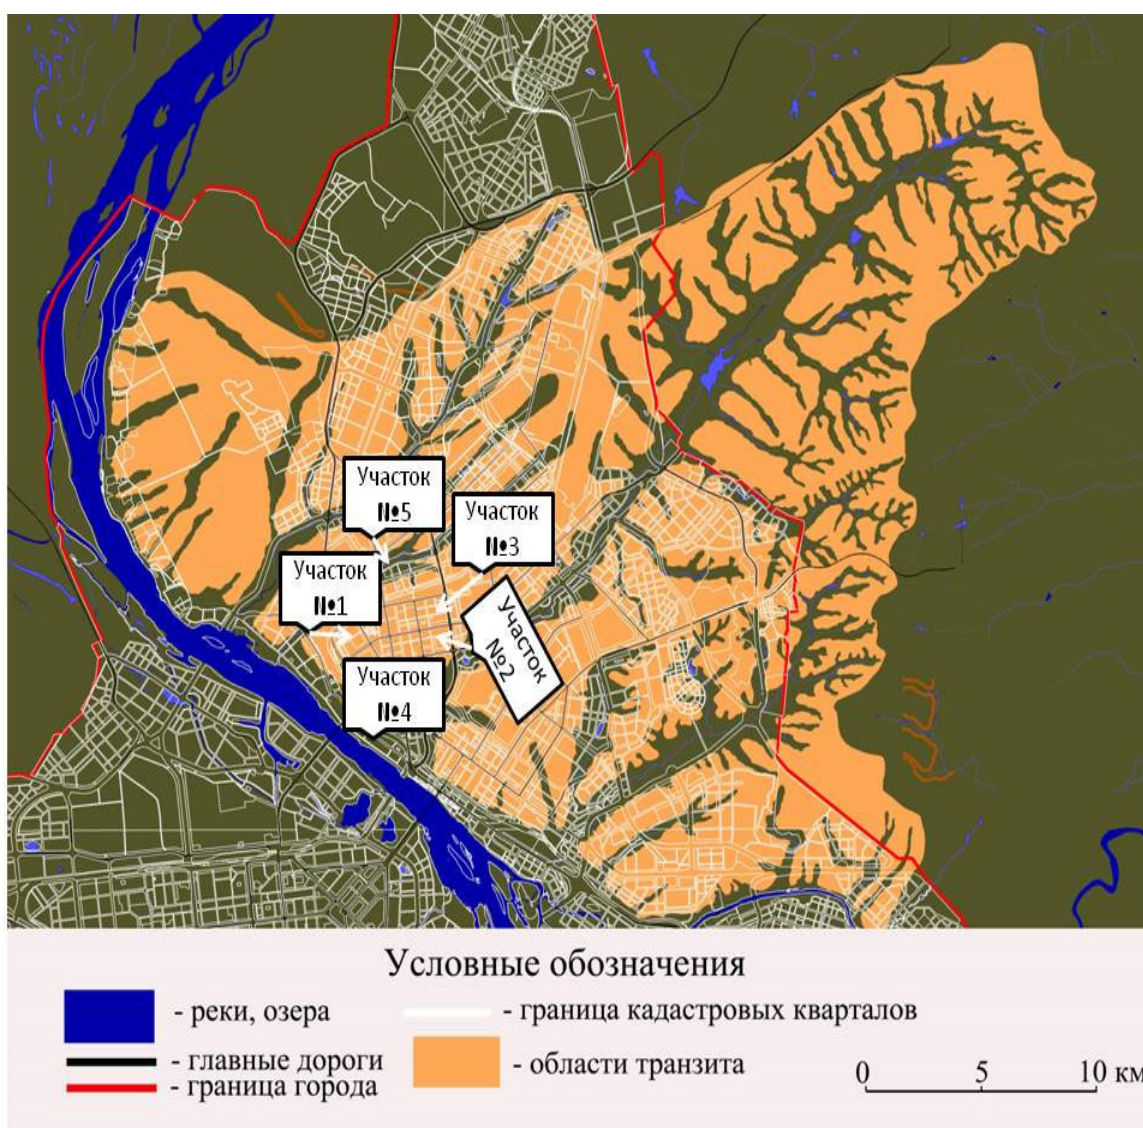 Участок
№5
Участок
№3
Участок
№1
Участок
№2
Участок
№4
Условные обозначения
- реки, озера
- граница кадастровых кварталов
- главные дороги
- области транзита
- граница города
0 5 10 км